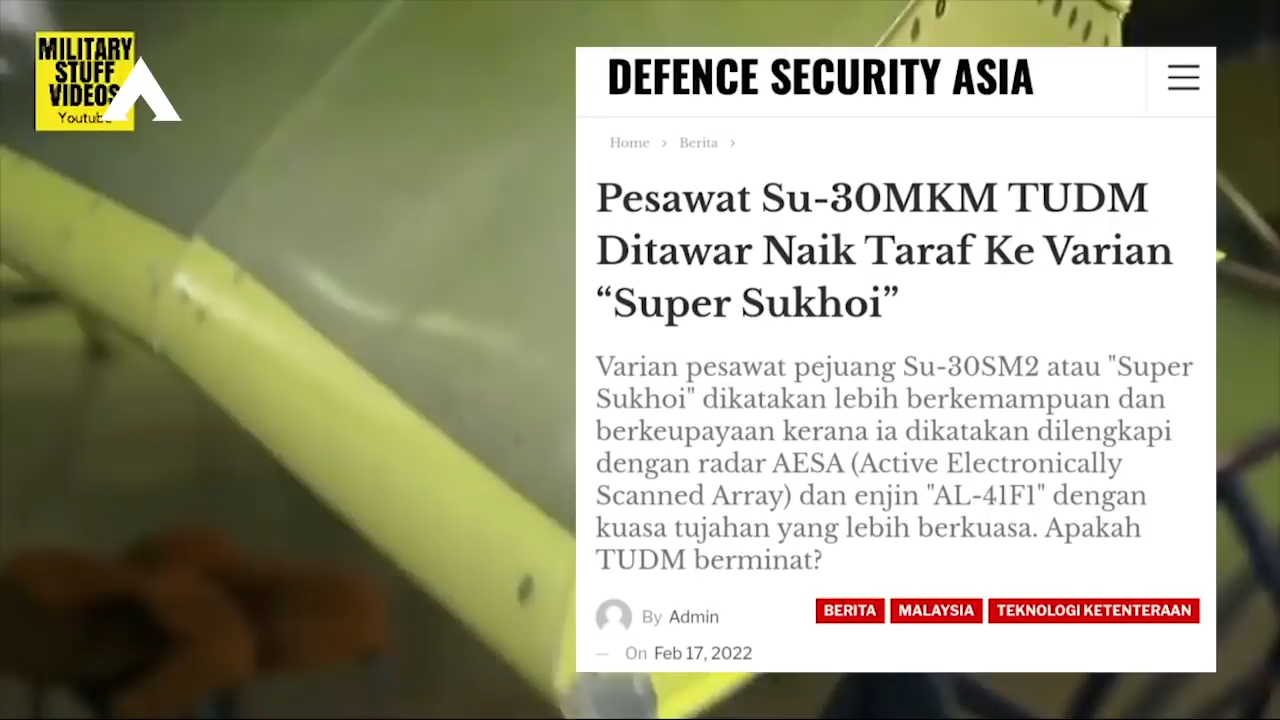 MILITARY
STUFF
VIDEOS
DEFENCE SECURITY ASIA
Home > Berita >
Pesawat Su-30MKM TUDM
Ditawar Naik Taraf Ke Varian
“Super Sukhoi”
Varian pesawat pejuang Su-30SM2 atau "Super
Sukhoi" dikatakan lebih berkemampuan dan
berkeupayaan kerana ia dikatakan dilengkapi
dengan radar AESA (Active Electronically
Scanned Array) dan enjin "AL-41F1" dengan
kuasa tujahan yang lebih berkuasa. Apakah
TUDM berminat?
By Admin
BERITA MALAYSIA TEKNOLOGI KETENTERAAN
— On Feb 17, 2022